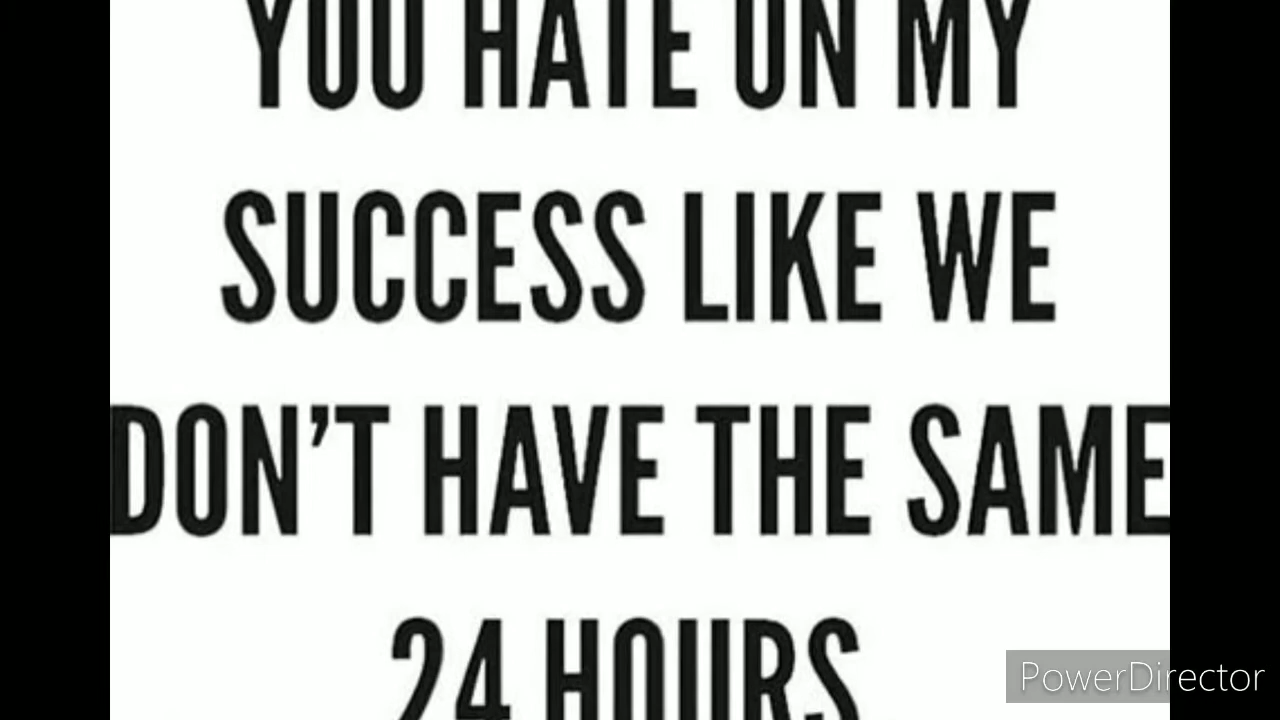 YOU HATE ON MY
SUCCESS LIKE WE
DON'T HAVE THE SAME
24 HOURS
PowerDirector